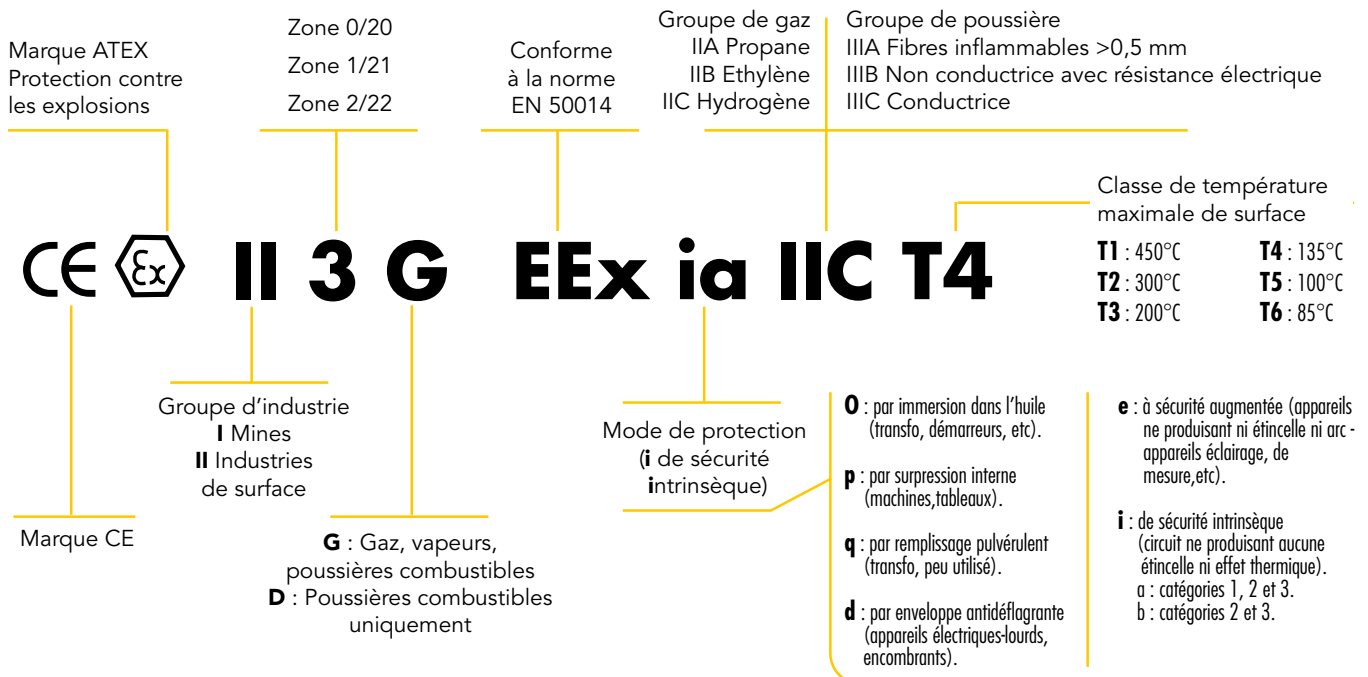 Marque ATEX
Protection contre
les explosions
Zone 0/20
Zone 1/21
Zone 2/22
Conforme
à la norme
EN 50014
Groupe de gaz
IIA Propane
IIB Ethylène
IIC Hydrogène
Groupe de poussière
IIIA Fibres inflammables >0,5 mm
IIIB Non conductrice avec résistance électrique
IIIC Conductrice
Classe de température
maximale de surface
T1 : 450°C T4 : 135°C
T2 : 300°C T5 : 100°C
T3 : 200°C T6 : 85°C
CE Ex II 3 G EEx ia IIC T4
Marque CE
Groupe d'industrie
I Mines
II Industries
de surface
G : Gaz, vapeurs,
poussières combustibles
D : Poussières combustibles
uniquement
Mode de protection
(i de sécurité
intrinsèque)
O : par immersion dans l'huile
(transfo, démarreurs, etc).
p : par surpression interne
(machines,tableaux).
q : par remplissage pulvérulent
(transfo, peu utilisé).
d : par enveloppe antidéflagrante
(appareils électriques-lourds,
encombrants).
e : à sécurité augmentée (appareils
ne produisant ni étincelle ni arc -
appareils éclairage, de
mesure,etc).
i : de sécurité intrinsèque
(circuit ne produisant aucune
étincelle ni effet thermique).
a : catégories 1, 2 et 3.
b : catégories 2 et 3.